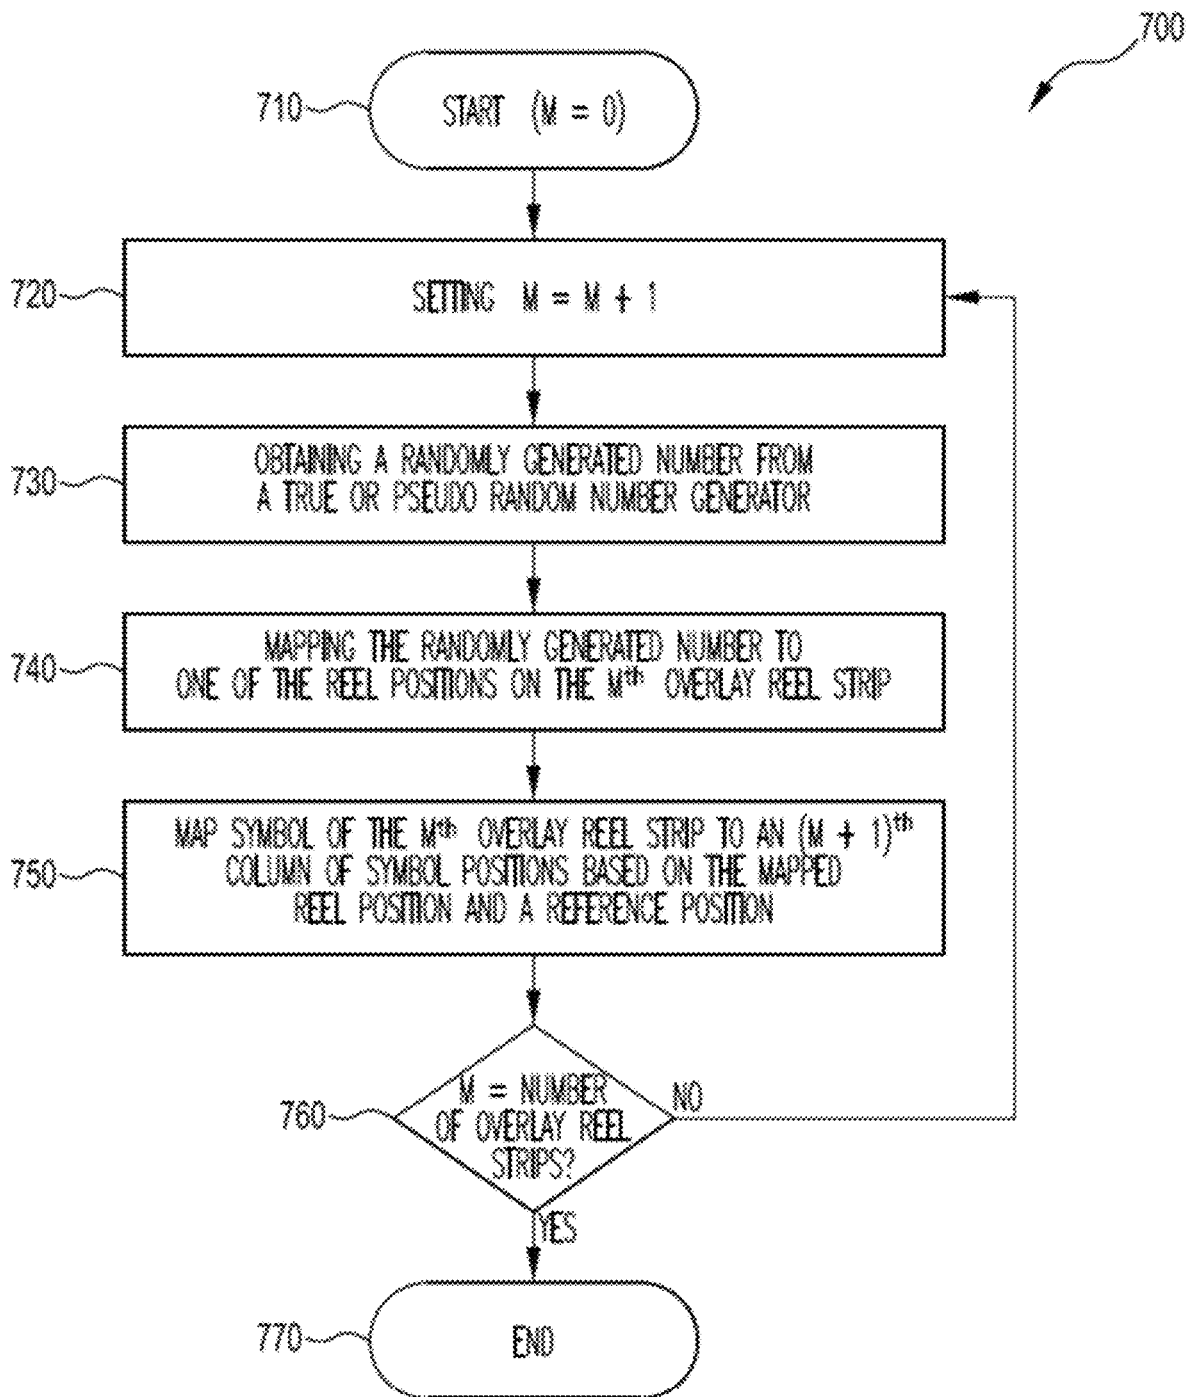 700
710
START (M = 0)
720
SETTING M = M + 1
730
OBTAINING A RANDOMLY GENERATED NUMBER FROM
A TRUE OR PSEUDO RANDOM NUMBER GENERATOR
740
MAPPING THE RANDOMLY GENERATED NUMBER TO
ONE OF THE REEL POSITIONS ON THE Mth OVERLAY REEL STRIP
750
MAP SYMBOL OF THE Mth OVERLAY REEL STRIP TO AN (M + 1)th
COLUMN OF SYMBOL POSITIONS BASED ON THE MAPPED
REEL POSITION AND A REFERENCE POSITION
760
M = NUMBER
OF OVERLAY REEL
STRIPS?
NO
YES
770
END